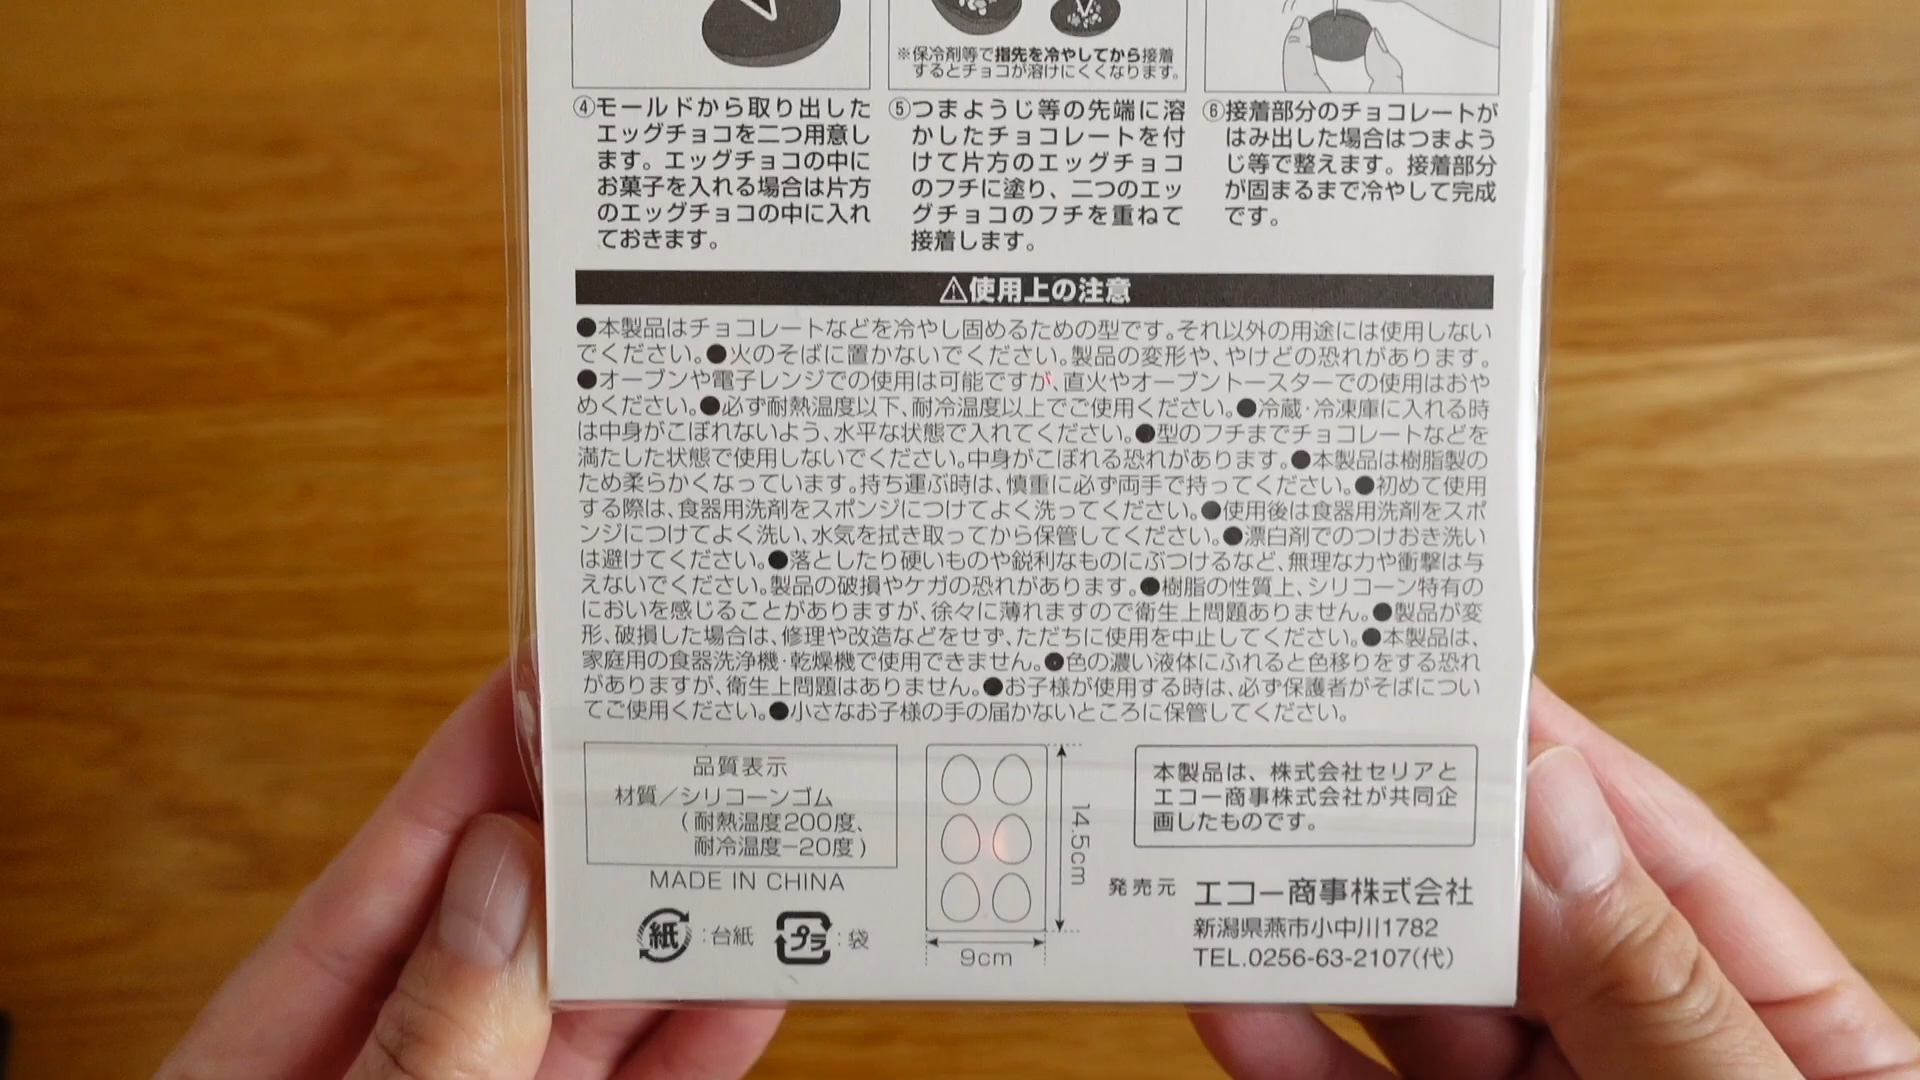 ※保冷剤等で指先を冷やしてから接着
するとチョコが溶けにくくなります。
④モールドから取り出した
エッグチョコを二つ用意し
ます。エッグチョコの中に
お菓子を入れる場合は片方
のエッグチョコの中に入れ
ておきます。
⑤つまようじ等の先端に溶
かしたチョコレートを付
けて片方のエッグチョコ
のフチに塗り、二つのエッ
グチョコのフチを重ねて
接着します。
⑥接着部分のチョコレートが
はみ出した場合はつまよう
じ等で整えます。接着部分
が固まるまで冷やして完成
です。
⚠使用上の注意
●本製品はチョコレートなどを冷やし固めるための型です。それ以外の用途には使用しない
でください。●火のそばに置かないでください。製品の変形や、やけどの恐れがあります。
●オーブンや電子レンジでの使用は可能ですが、直火やオーブントースターでの使用はおや
めください。●必ず耐熱温度以下、耐冷温度以上でご使用ください。●冷蔵・冷凍庫に入れる時
は中身がこぼれないよう、水平な状態で入れてください。●型のフチまでチョコレートなどを
満たした状態で使用しないでください。中身がこぼれる恐れがあります。●本製品は樹脂製の
ため柔らかくなっています。持ち運ぶ時は、慎重に必ず両手で持ってください。●初めて使用
する際は、食器用洗剤をスポンジにつけてよく洗ってください。●使用後は食器用洗剤をスポ
ンジにつけてよく洗い、水気を拭き取ってから保管してください。●漂白剤でのつけおき洗い
は避けてください。●落としたり硬いものや鋭利なものにぶつけるなど、無理な力や衝撃は与
えないでください。製品の破損やケガの恐れがあります。●樹脂の性質上、シリコーン特有の
においを感じることがありますが、徐々に薄れますので衛生上問題ありません。●製品が変
形、破損した場合は、修理や改造などをせず、ただちに使用を中止してください。●本製品は、
家庭用の食器洗浄機・乾燥機で使用できません。●色の濃い液体にふれると色移りをする恐れ
がありますが、衛生上問題はありません。●お子様が使用する時は、必ず保護者がそばについ
てご使用ください。●小さなお子様の手の届かないところに保管してください。
品質表示
材質／シリコーンゴム
(耐熱温度200度、
耐冷温度−20度)
MADE IN CHINA
紙:台紙 プラ:袋
14.5cm
9cm
本製品は、株式会社セリアと
エコー商事株式会社が共同企
画したものです。
発売元 エコー商事株式会社
新潟県燕市小中川1782
TEL.0256-63-2107(代)